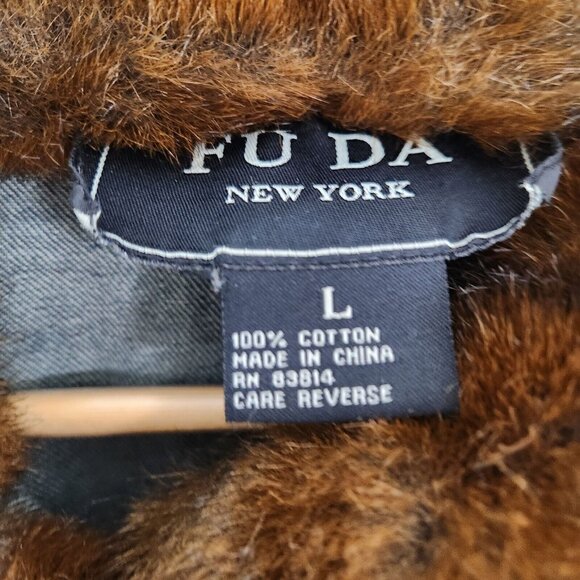 FU DA
NEW YORK
L
100% COTTON
MADE IN CHINA
RN 83814
CARE REVERSE